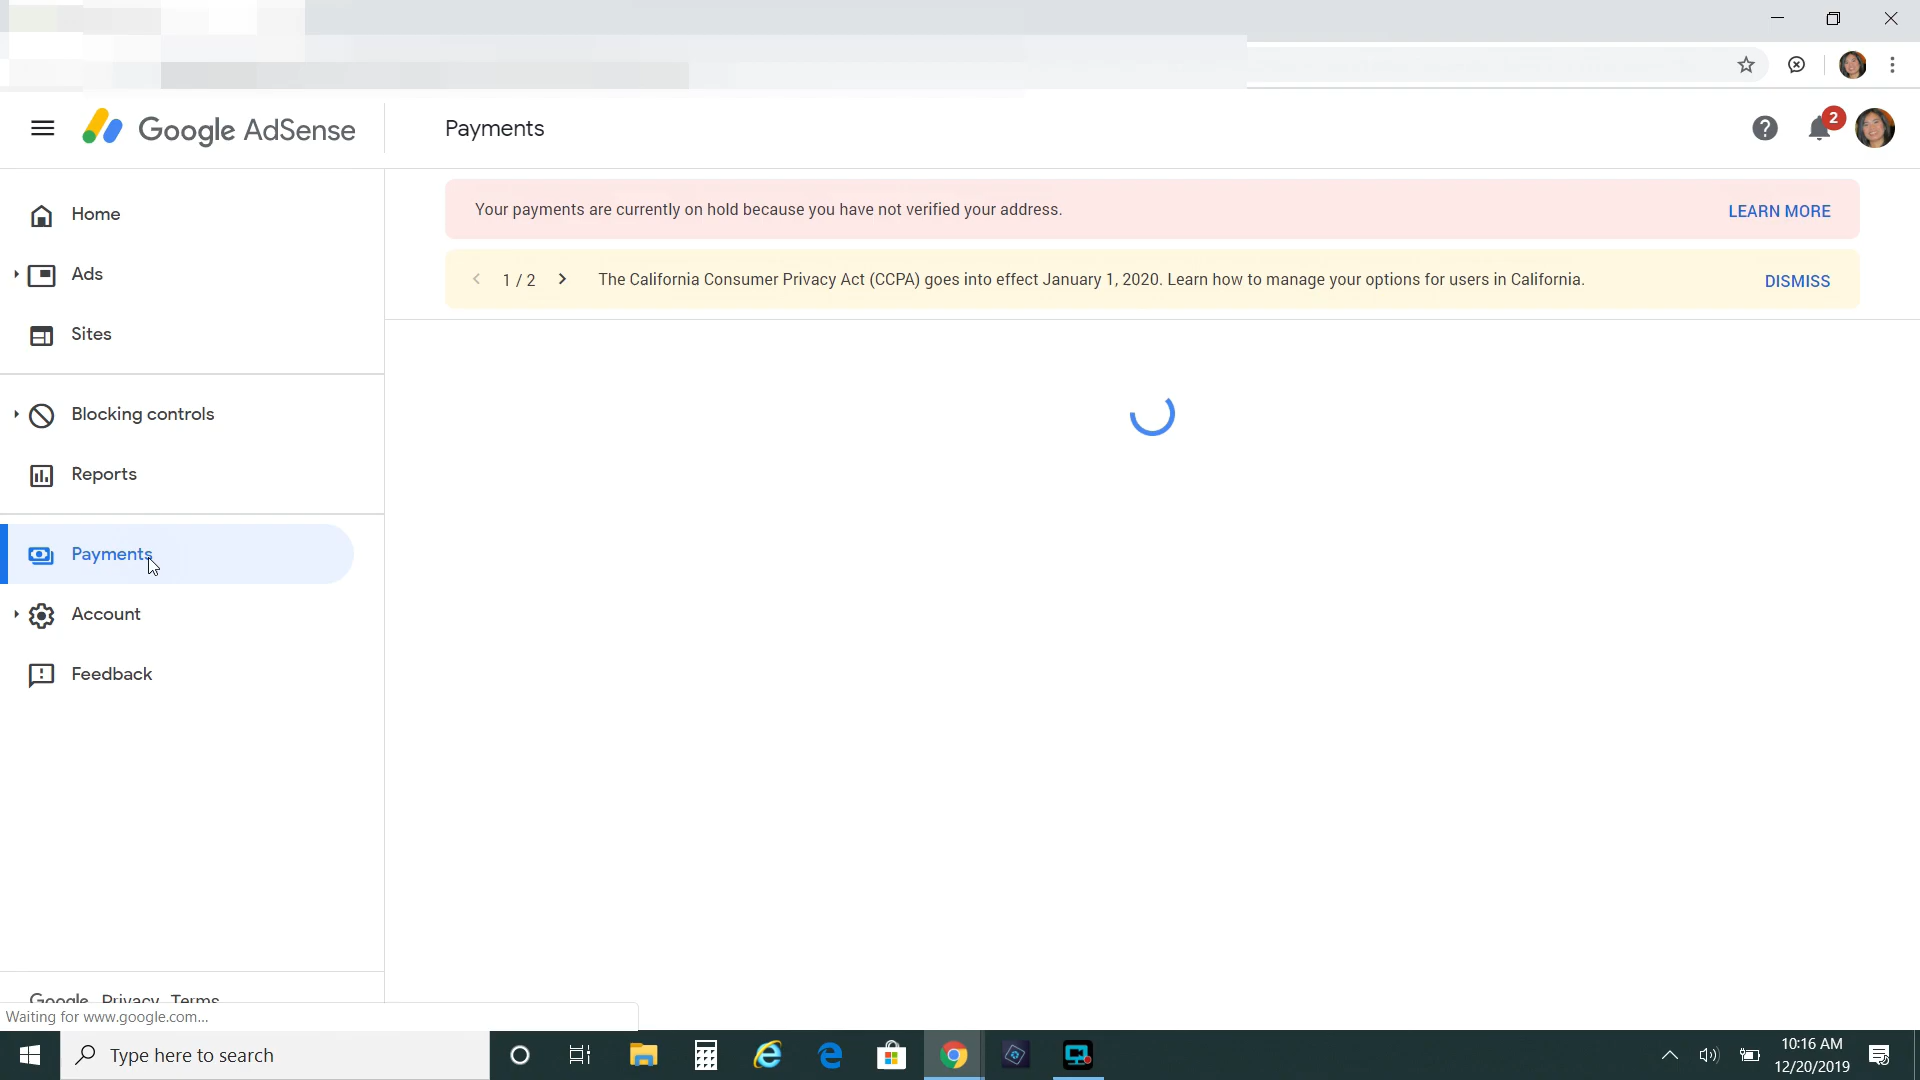 Google AdSense
Payments
2
Home
Ads
Sites
Blocking controls
Reports
Payments
Account
Feedback
Your payments are currently on hold because you have not verified your address.
LEARN MORE
1 / 2
The California Consumer Privacy Act (CCPA) goes into effect January 1, 2020. Learn how to manage your options for users in California.
DISMISS
Google Privacy Terms
Waiting for www.google.com...
Type here to search
10:16 AM
12/20/2019